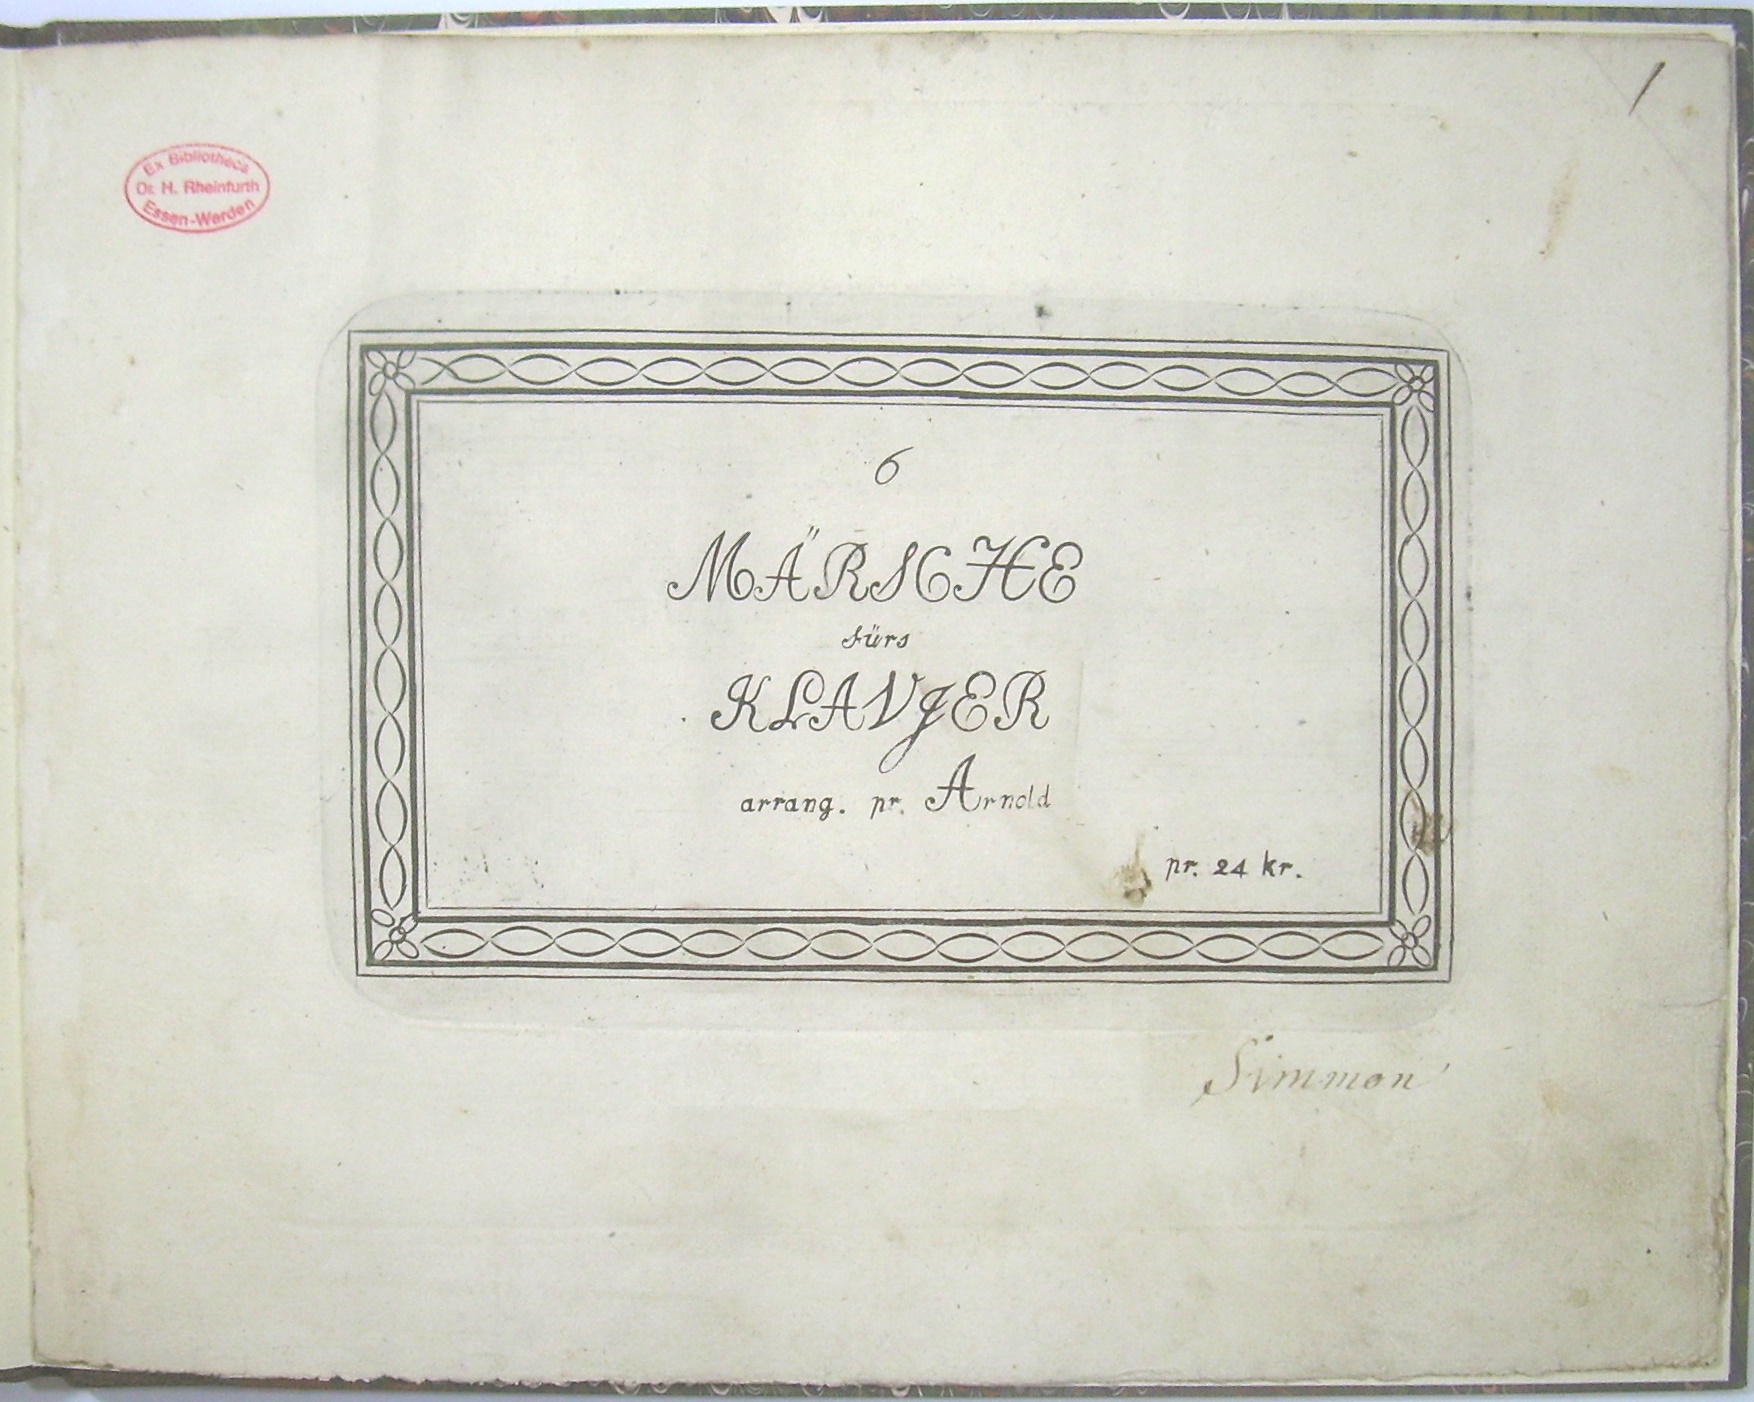 1
Ex Bibliotheca
Dr. H. Rheinfurth
Essen-Werden
6
MÄRSCHE
fürs
KLAVJER
arrang. pr. Arnold
pr. 24 kr.
Simmon